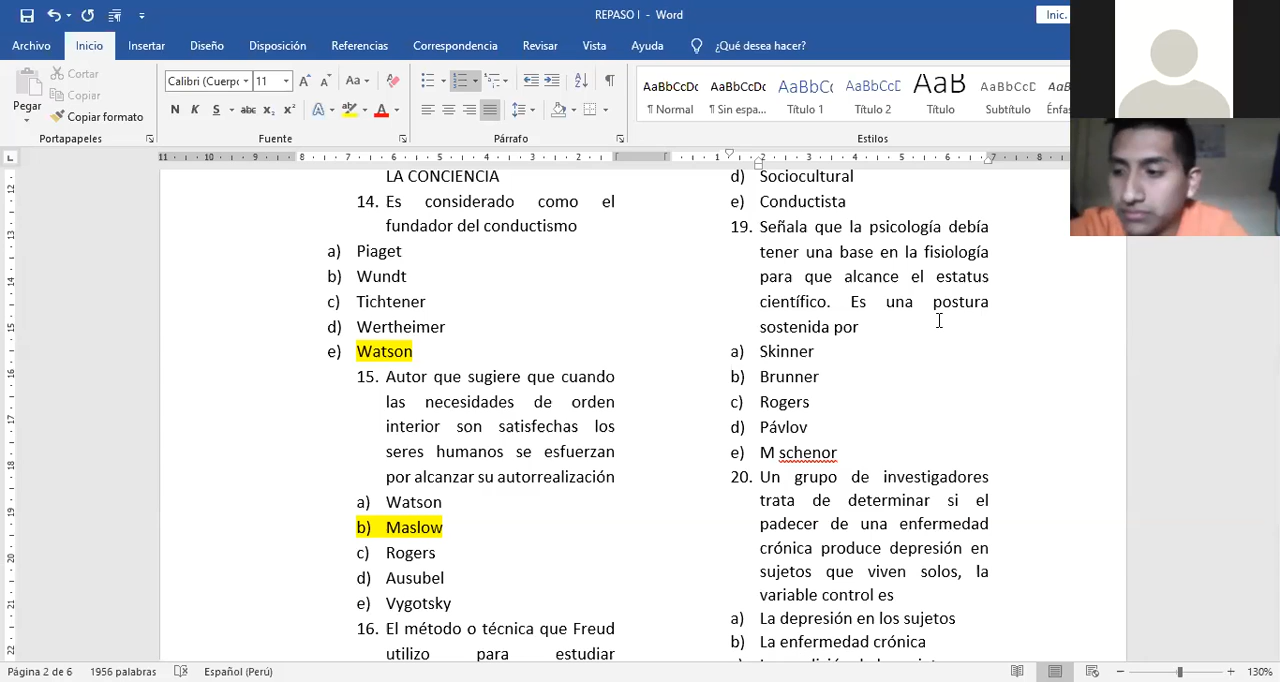 REPASO I - Word
Inic.
Archivo Inicio Insertar Diseño Disposición Referencias Correspondencia Revisar Vista Ayuda ¿Qué desea hacer?
Pegar
Cortar
Copiar
Copiar formato
Portapapeles
Calibri (Cuerpo 11
N K S abc x₂ x²
Fuente
Párrafo
AaBbCcDc AaBbCcDc AaBbC( AaBbCcD AaB AaBbCcD
¶ Normal ¶ Sin espa... Título 1 Título 2 Título Subtítulo Énfas
Estilos
LA CONCIENCIA
14. Es considerado como el
fundador del conductismo
a) Piaget
b) Wundt
c) Tichtener
d) Wertheimer
e) Watson
15. Autor que sugiere que cuando
las necesidades de orden
interior son satisfechas los
seres humanos se esfuerzan
por alcanzar su autorrealización
a) Watson
b) Maslow
c) Rogers
d) Ausubel
e) Vygotsky
16. El método o técnica que Freud
utilizo para estudiar
d) Sociocultural
e) Conductista
19. Señala que la psicología debía
tener una base en la fisiología
para que alcance el estatus
científico. Es una postura
sostenida por
a) Skinner
b) Brunner
c) Rogers
d) Pávlov
e) M schenor
20. Un grupo de investigadores
trata de determinar si el
padecer de una enfermedad
crónica produce depresión en
sujetos que viven solos, la
variable control es
a) La depresión en los sujetos
b) La enfermedad crónica
Página 2 de 6 1956 palabras Español (Perú) 130%